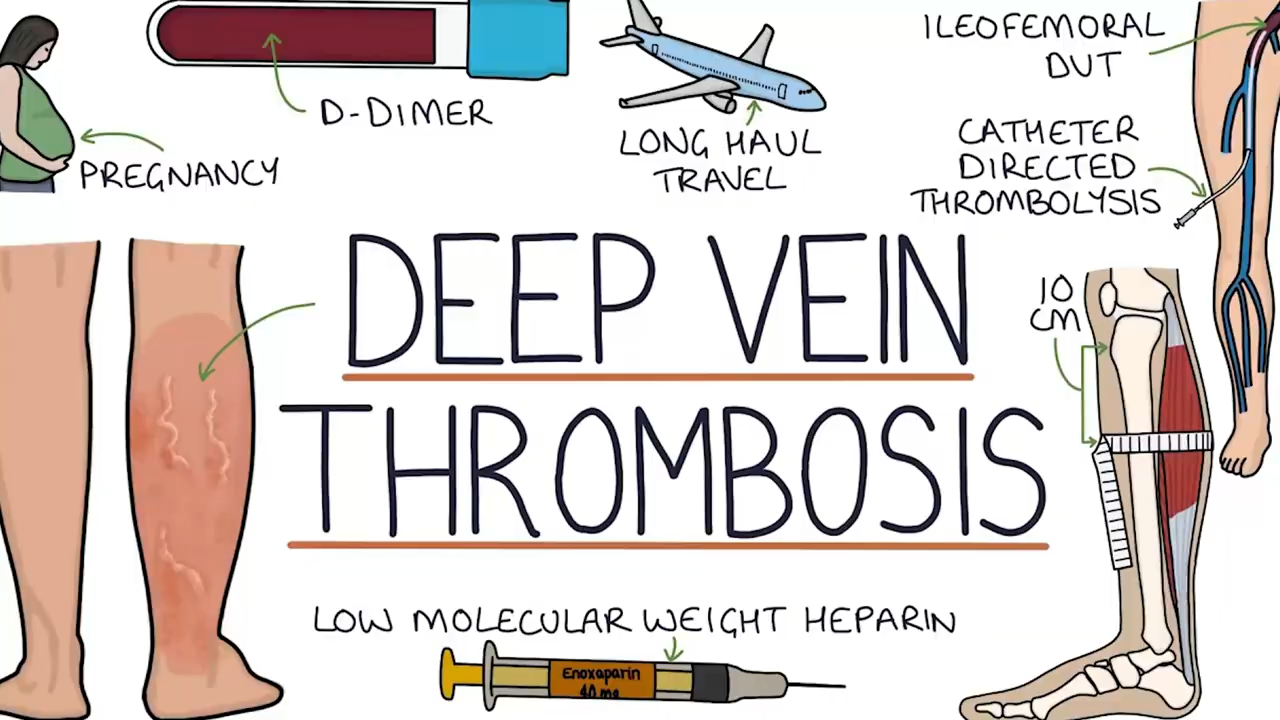 PREGNANCY
D-DIMER
LONG HAUL
TRAVEL
ILEOFEMORAL
DVT
CATHETER
DIRECTED
THROMBOLYSIS
10
CM
DEEP VEIN
THROMBOSIS
LOW MOLECULAR WEIGHT HEPARIN
Enoxaparin
40 mg